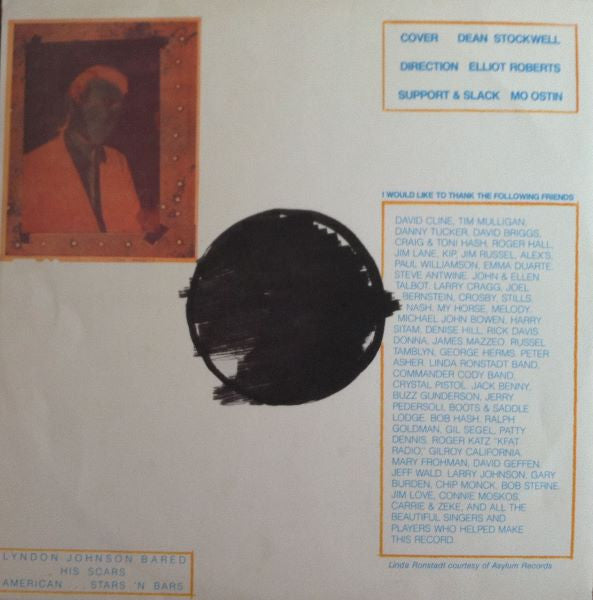 COVER DEAN STOCKWELL
DIRECTION ELLIOT ROBERTS
SUPPORT & SLACK MO OSTIN
I WOULD LIKE TO THANK THE FOLLOWING FRIENDS
DAVID CLINE, TIM MULLIGAN,
DANNY TUCKER, DAVID BRIGGS,
CRAIG & TONI HASH, ROGER HALL,
JIM LANE, KIP, JIM RUSSEL, ALEX'S,
PAUL WILLIAMSON, EMMA DUARTE,
STEVE ANTWINE, JOHN & ELLEN
TALBOT, LARRY CRAGG, JOEL
BERNSTEIN, CROSBY, STILLS,
NASH, MY HORSE, MELODY,
MICHAEL JOHN BOWEN, HARRY
SITAM, DENISE HILL, RICK DAVIS,
DONNA, JAMES MAZZEO, RUSSEL
TAMBLYN, GEORGE HERMS, PETER
ASHER, LINDA RONSTADT BAND,
COMMANDER CODY BAND,
CRYSTAL PISTOL, JACK BENNY,
BUZZ GUNDERSON, JERRY
PEDERSOLI, BOOTS & SADDLE
LODGE, BOB HASH, RALPH
GOLDMAN, GIL SEGEL, PATTY
DENNIS, ROGER KATZ "KFAT
RADIO," GILROY CALIFORNIA,
MARY FROHMAN, DAVID GEFFEN,
JEFF WALD, LARRY JOHNSON, GARY
BURDEN, CHIP MONCK, BOB STERNE,
JIM LOVE, CONNIE MOSKOS,
CARRIE & ZEKE, AND ALL THE
BEAUTIFUL SINGERS AND
PLAYERS WHO HELPED MAKE
THIS RECORD.
Linda Ronstadt courtesy of Asylum Records
LYNDON JOHNSON BARED
. . . HIS SCARS
AMERICAN . . . STARS 'N BARS